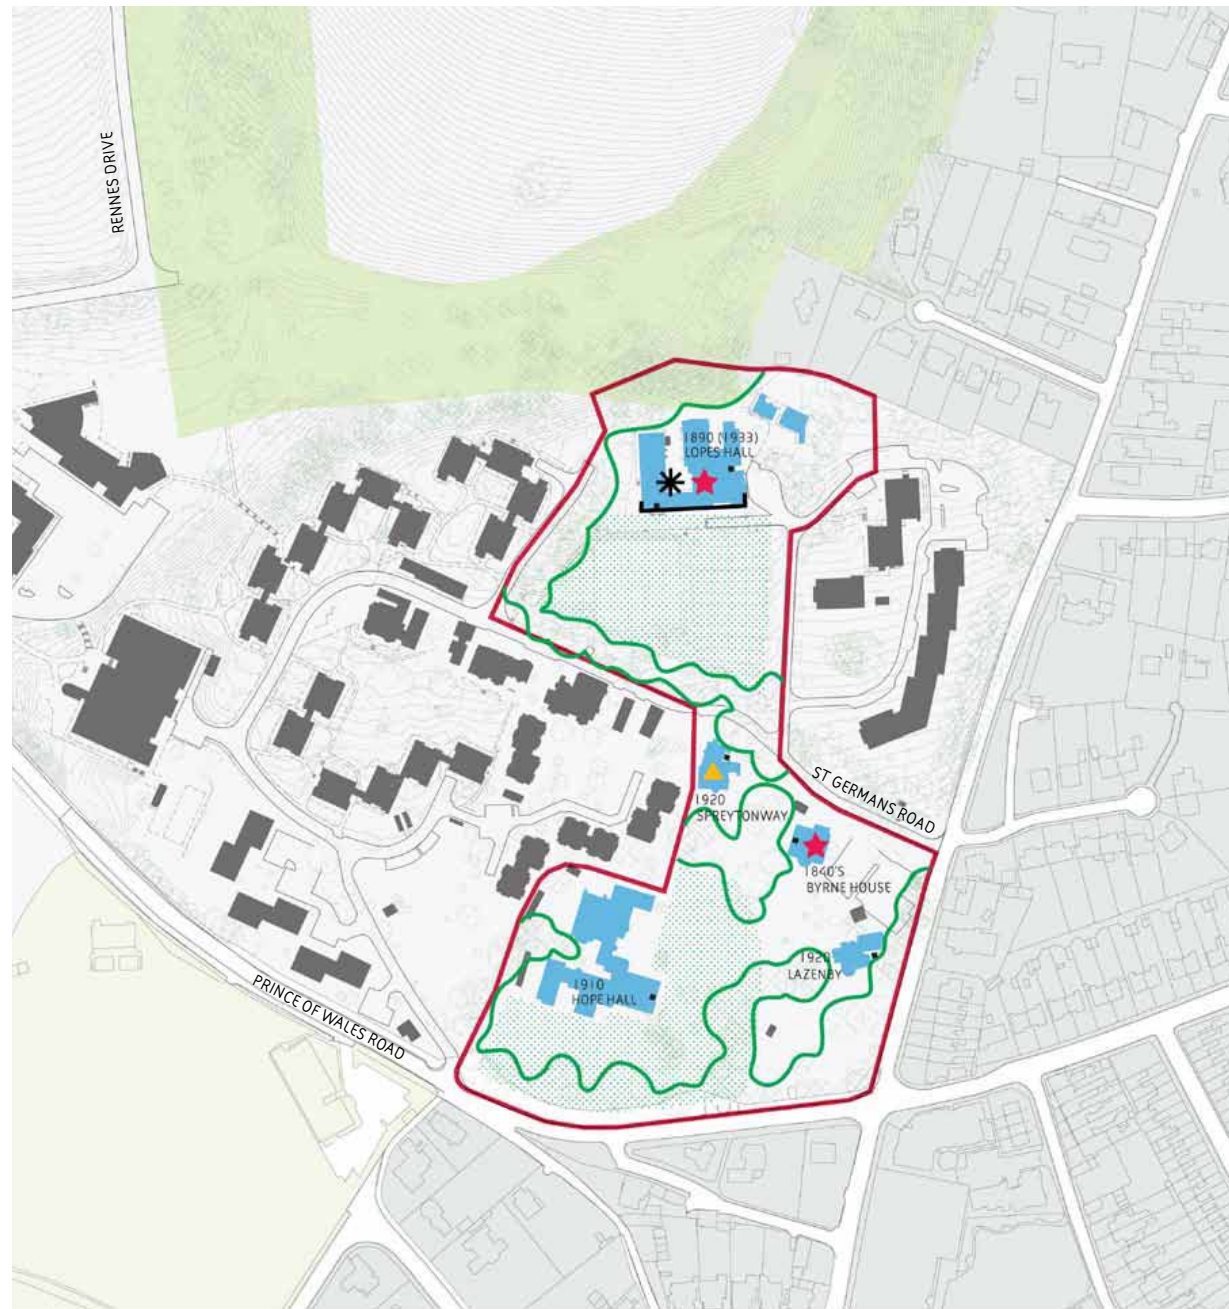 RENNES DRIVE
1890 (1933)
LOPES HALL
ST GERMANS ROAD
1920
SPREYTONWAY
1840'S
BYRNE HOUSE
1920
LAZENBY
1910
HOPE HALL
PRINCE OF WALES ROAD